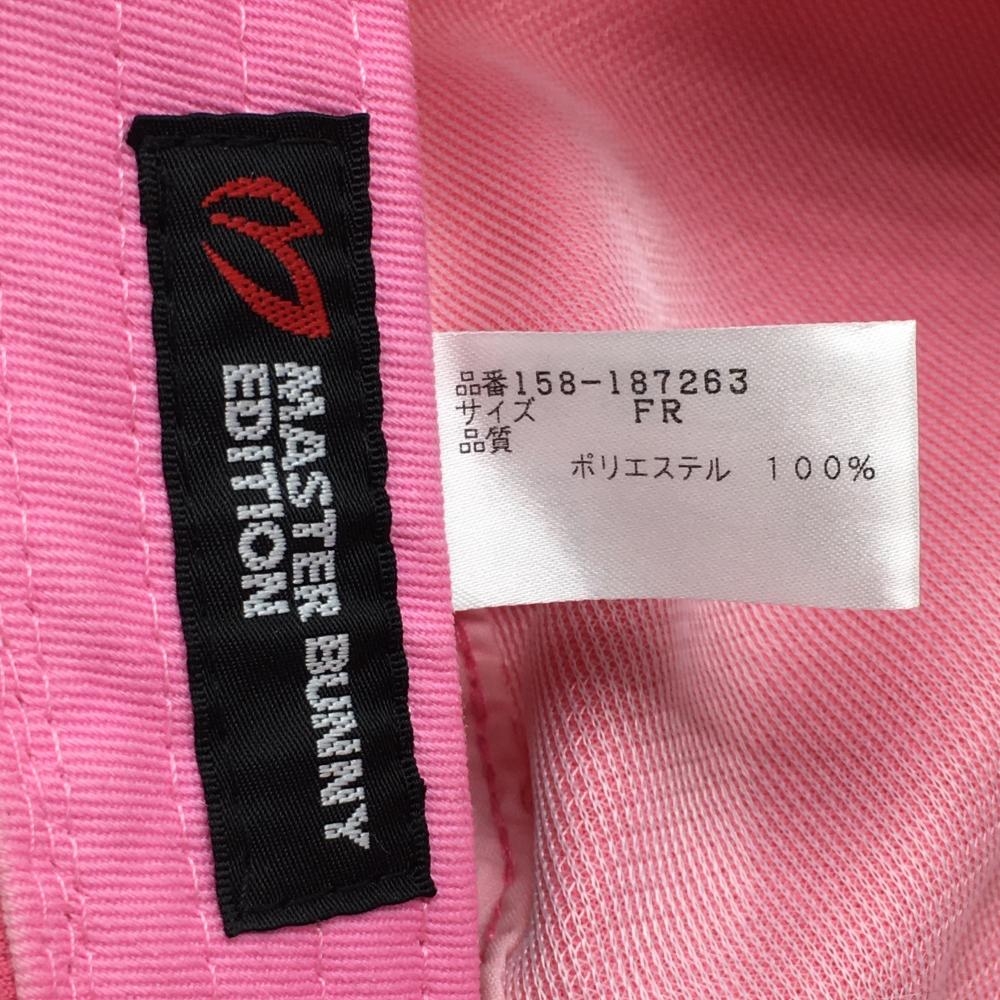 MASTER BUNNY
EDITION
品番158-187263
サイズ FR
品質
ポリエステル 100%